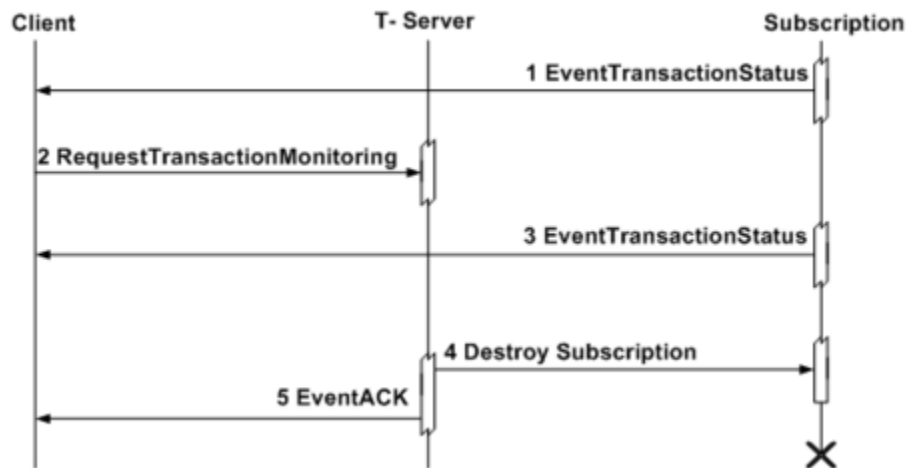 Client
T- Server
Subscription
1 EventTransactionStatus
2 RequestTransactionMonitoring
3 EventTransactionStatus
4 Destroy Subscription
5 EventACK